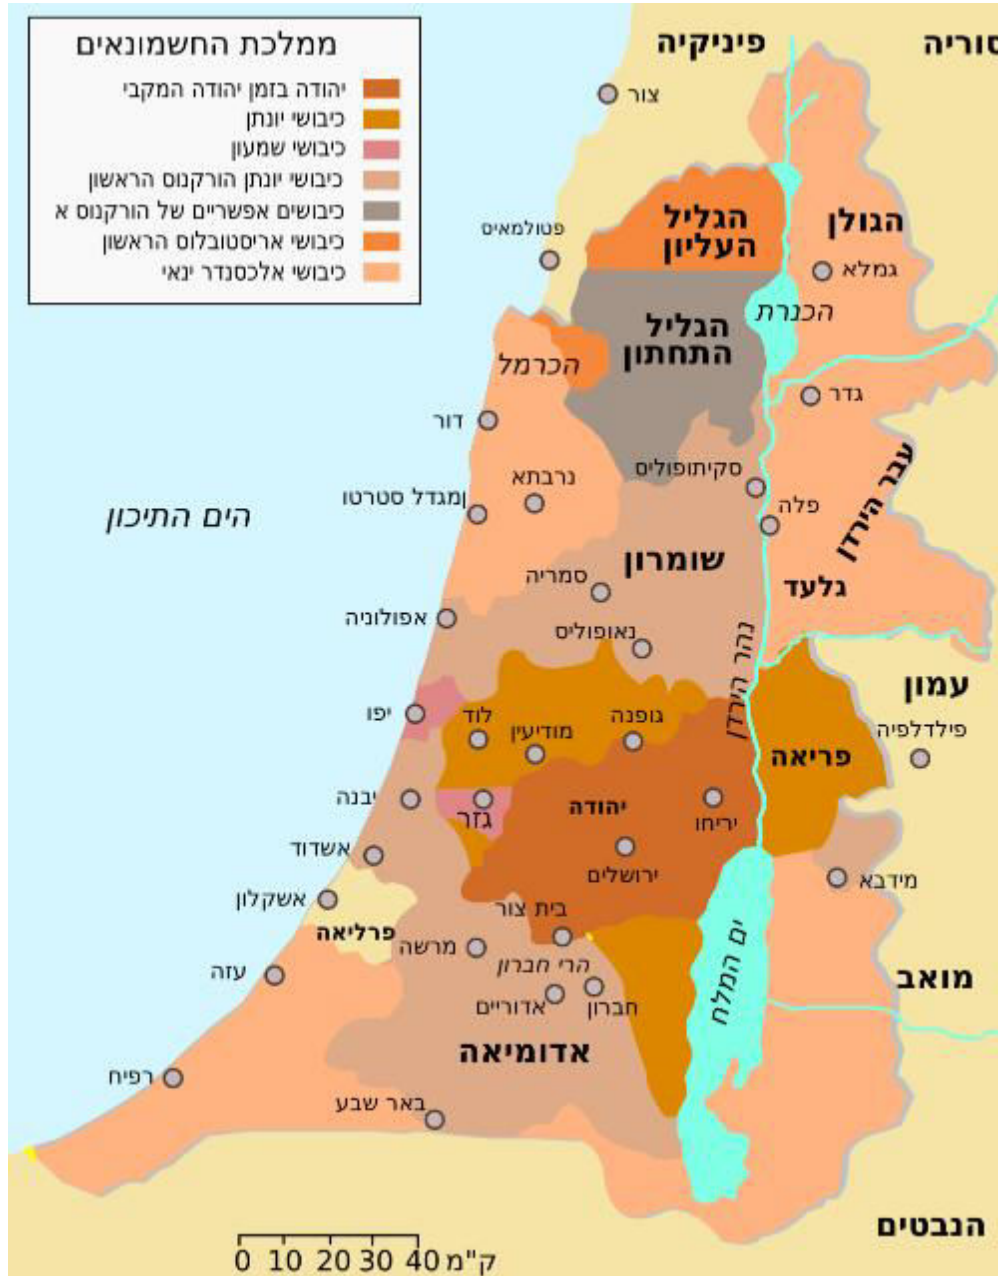 ממלכת החשמונאים
יהודה בזמן יהודה המקבי
כיבושי יונתן
כיבושי שמעון
כיבושי יונתן הורקנוס הראשון
כיבושים אפשריים של הורקנוס א
כיבושי אריסטובלוס הראשון
כיבושי אלכסנדר ינאי
סוריה
פיניקיה
צור
הגליל
העליון
הגולן
פטולמאיס
גמלא
הכנרת
הגליל
התחתון
הכרמל
גדר
דור
עבר הירדן
סקיתופוליס
נרבתא
ןמגדל סטרטו
פלה
הים התיכון
שומרון
סמריה
גלעד
אפולוניה
נאופוליס
נהר הירדן
עמון
יפו
לוד
מודיעין
גופנה
פילדלפיה
פריאה
יבנה
גזר
יהודה
יריחו
אשדוד
ירושלים
מידבא
אשקלון
בית צור
פרליאה
מרשה
הרי חברון
עזה
אדוריים
חברון
ים המלח
מואב
אדומיאה
רפיח
באר שבע
הנבטים
0 10 20 30 40 ק"מ